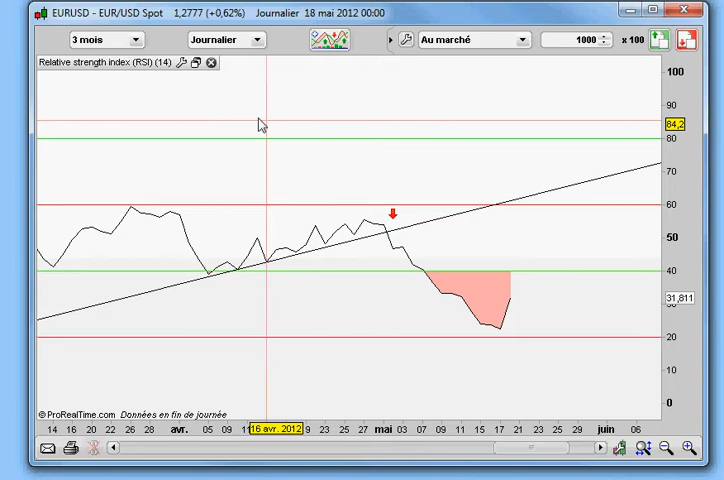 EURUSD - EUR/USD Spot 1,2777 (+0,62%) Journalier 18 mai 2012 00:00
3 mois Journalier Au marché 1000 x 100
Relative strength index (RSI) (14)
100
90
84,2
80
70
60
50
40
31,811
20
10
0
© ProRealTime.com Données en fin de journée
14 16 20 22 26 28 avr. 05 09 11 16 avr. 2012 9 23 25 27 mai 03 07 09 11 15 17 21 23 25 29 juin 06